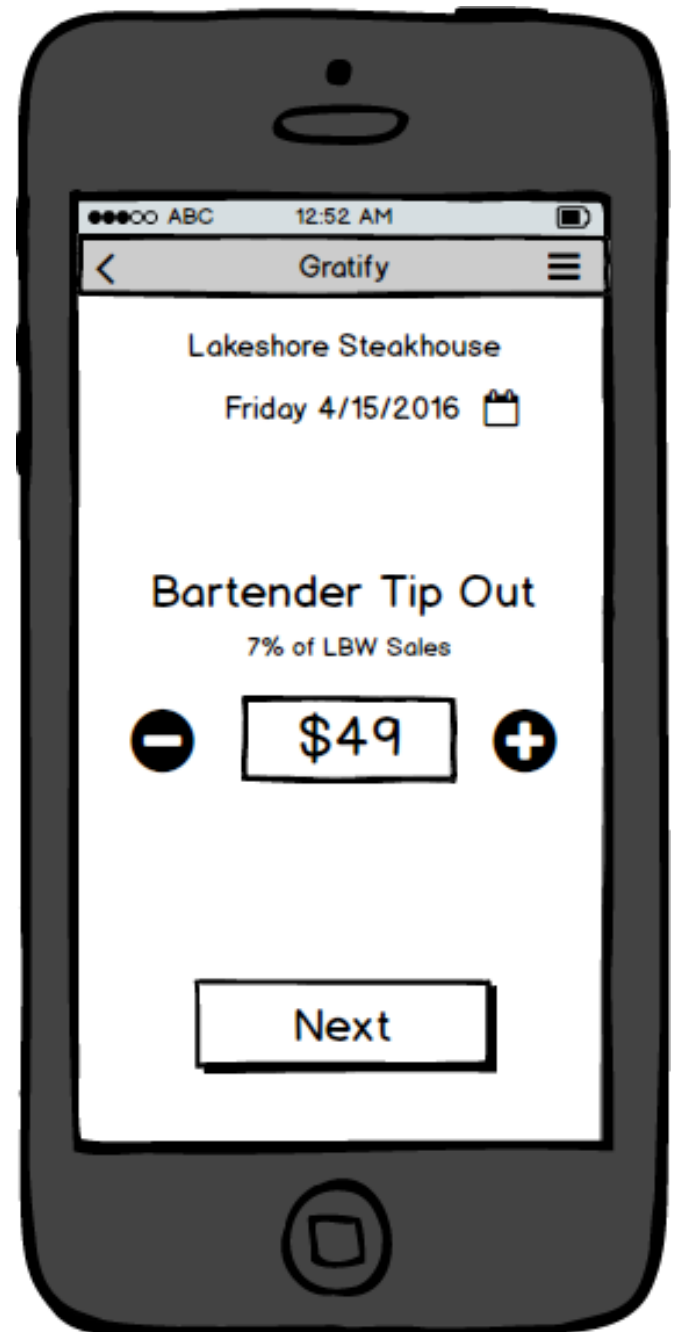 ABC 12:52 AM
Gratify
Lakeshore Steakhouse
Friday 4/15/2016
Bartender Tip Out
7% of LBW Sales
$49
Next